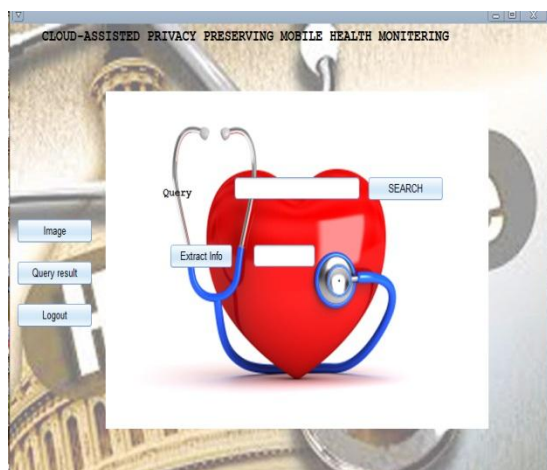 CLOUD-ASSISTED PRIVACY PRESERVING MOBILE HEALTH MONITERING
Query
SEARCH
Extract Info
Image
Query result
Logout